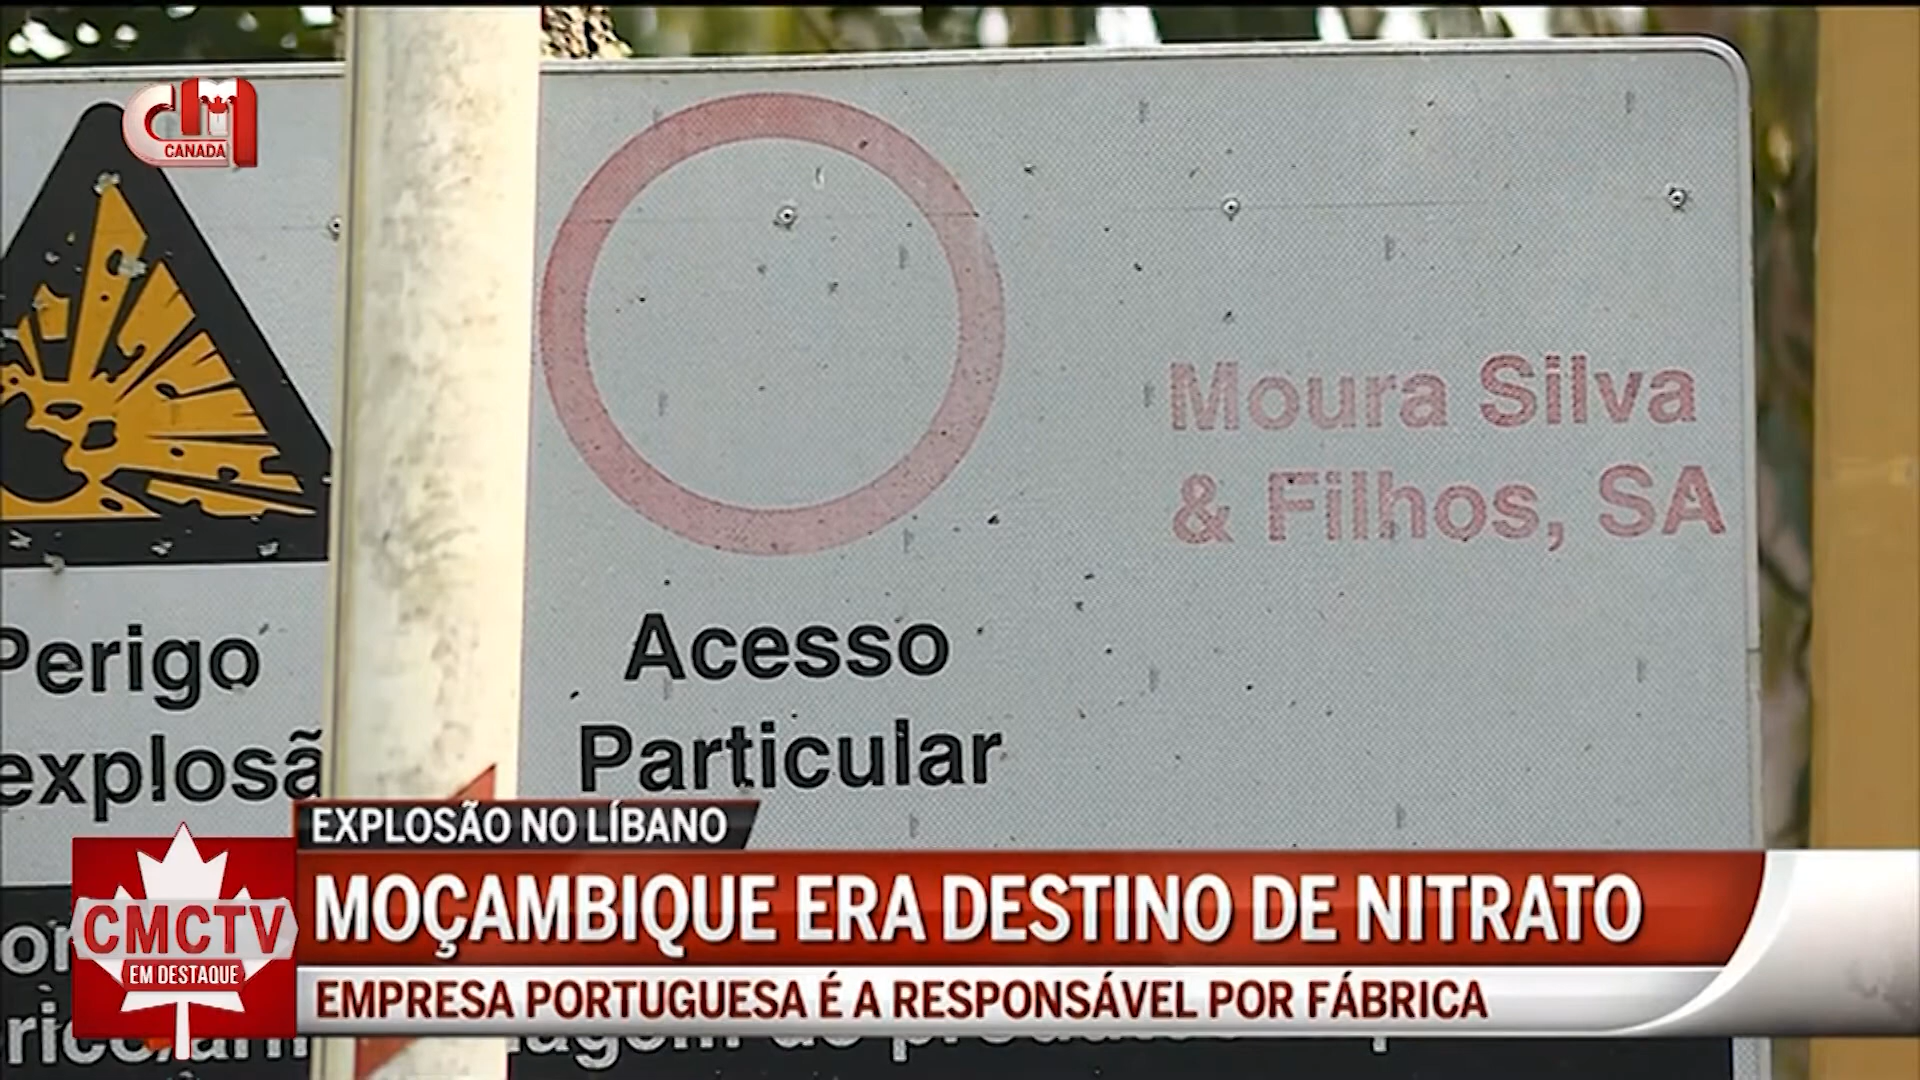 CM
CANADA
Moura Silva
& Filhos, SA
Perigo
Acesso
Particular
EXPLOSÃO NO LÍBANO
MOÇAMBIQUE ERA DESTINO DE NITRATO
EMPRESA PORTUGUESA É A RESPONSÁVEL POR FÁBRICA
CMCTV
EM DESTAQUE